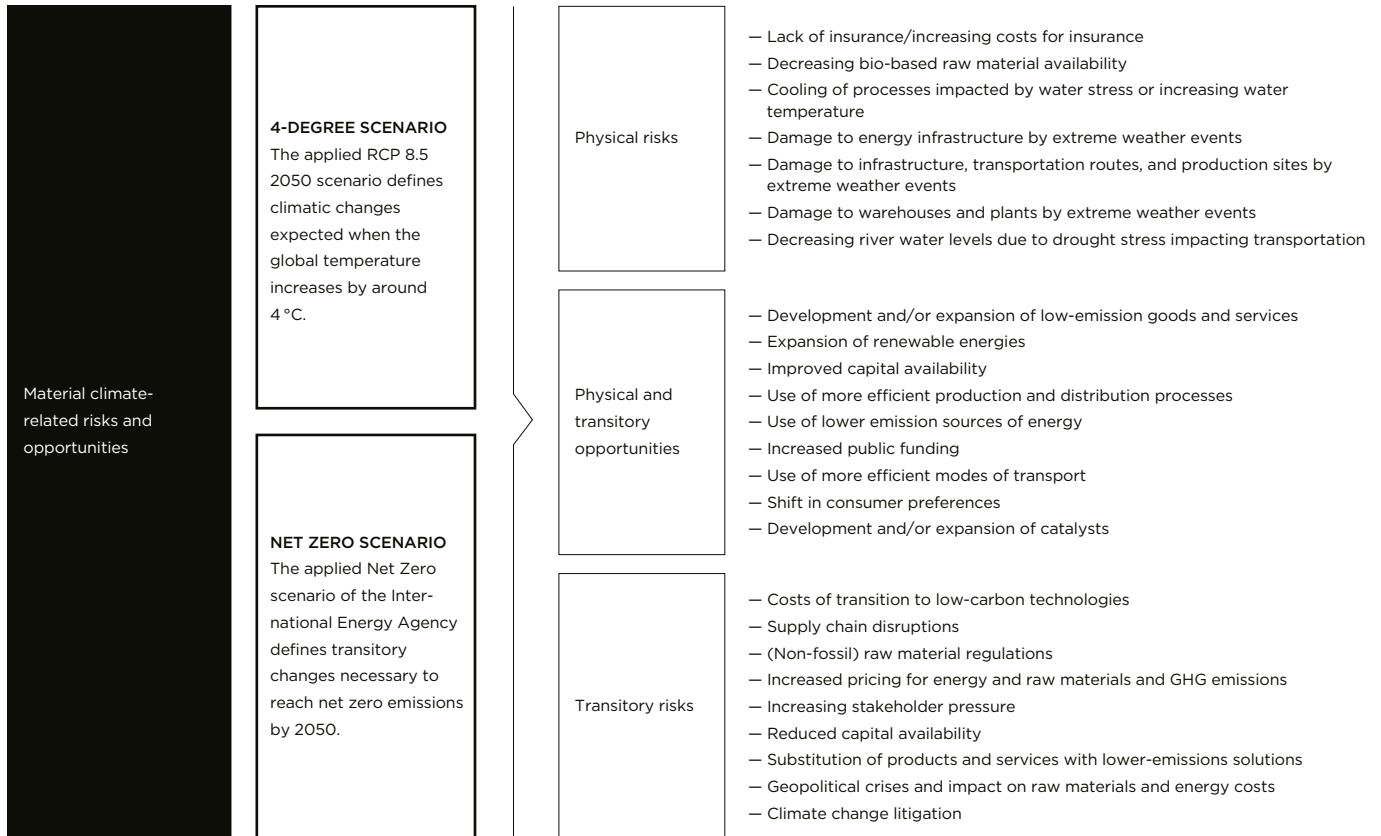 Material climate-
related risks and
opportunities
4-DEGREE SCENARIO
The applied RCP 8.5
2050 scenario defines
climatic changes
expected when the
global temperature
increases by around
4 °C.
NET ZERO SCENARIO
The applied Net Zero
scenario of the Inter-
national Energy Agency
defines transitory
changes necessary to
reach net zero emissions
by 2050.
Physical risks
— Lack of insurance/increasing costs for insurance
— Decreasing bio-based raw material availability
— Cooling of processes impacted by water stress or increasing water
temperature
— Damage to energy infrastructure by extreme weather events
— Damage to infrastructure, transportation routes, and production sites by
extreme weather events
— Damage to warehouses and plants by extreme weather events
— Decreasing river water levels due to drought stress impacting transportation
Physical and
transitory
opportunities
— Development and/or expansion of low-emission goods and services
— Expansion of renewable energies
— Improved capital availability
— Use of more efficient production and distribution processes
— Use of lower emission sources of energy
— Increased public funding
— Use of more efficient modes of transport
— Shift in consumer preferences
— Development and/or expansion of catalysts
Transitory risks
— Costs of transition to low-carbon technologies
— Supply chain disruptions
— (Non-fossil) raw material regulations
— Increased pricing for energy and raw materials and GHG emissions
— Increasing stakeholder pressure
— Reduced capital availability
— Substitution of products and services with lower-emissions solutions
— Geopolitical crises and impact on raw materials and energy costs
— Climate change litigation